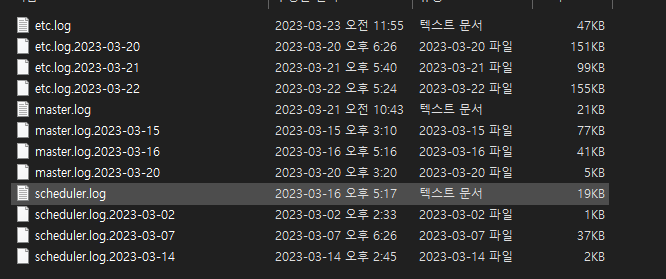 etc.log 2023-03-23 오전 11:55 텍스트 문서 47KB
etc.log.2023-03-20 2023-03-20 오후 6:26 2023-03-20 파일 151KB
etc.log.2023-03-21 2023-03-21 오후 5:40 2023-03-21 파일 99KB
etc.log.2023-03-22 2023-03-22 오후 5:24 2023-03-22 파일 155KB
master.log 2023-03-21 오전 10:43 텍스트 문서 21KB
master.log.2023-03-15 2023-03-15 오후 3:10 2023-03-15 파일 77KB
master.log.2023-03-16 2023-03-16 오후 5:16 2023-03-16 파일 41KB
master.log.2023-03-20 2023-03-20 오후 3:20 2023-03-20 파일 5KB
scheduler.log 2023-03-16 오후 5:17 텍스트 문서 19KB
scheduler.log.2023-03-02 2023-03-02 오후 2:33 2023-03-02 파일 1KB
scheduler.log.2023-03-07 2023-03-07 오후 6:26 2023-03-07 파일 37KB
scheduler.log.2023-03-14 2023-03-14 오후 2:45 2023-03-14 파일 2KB